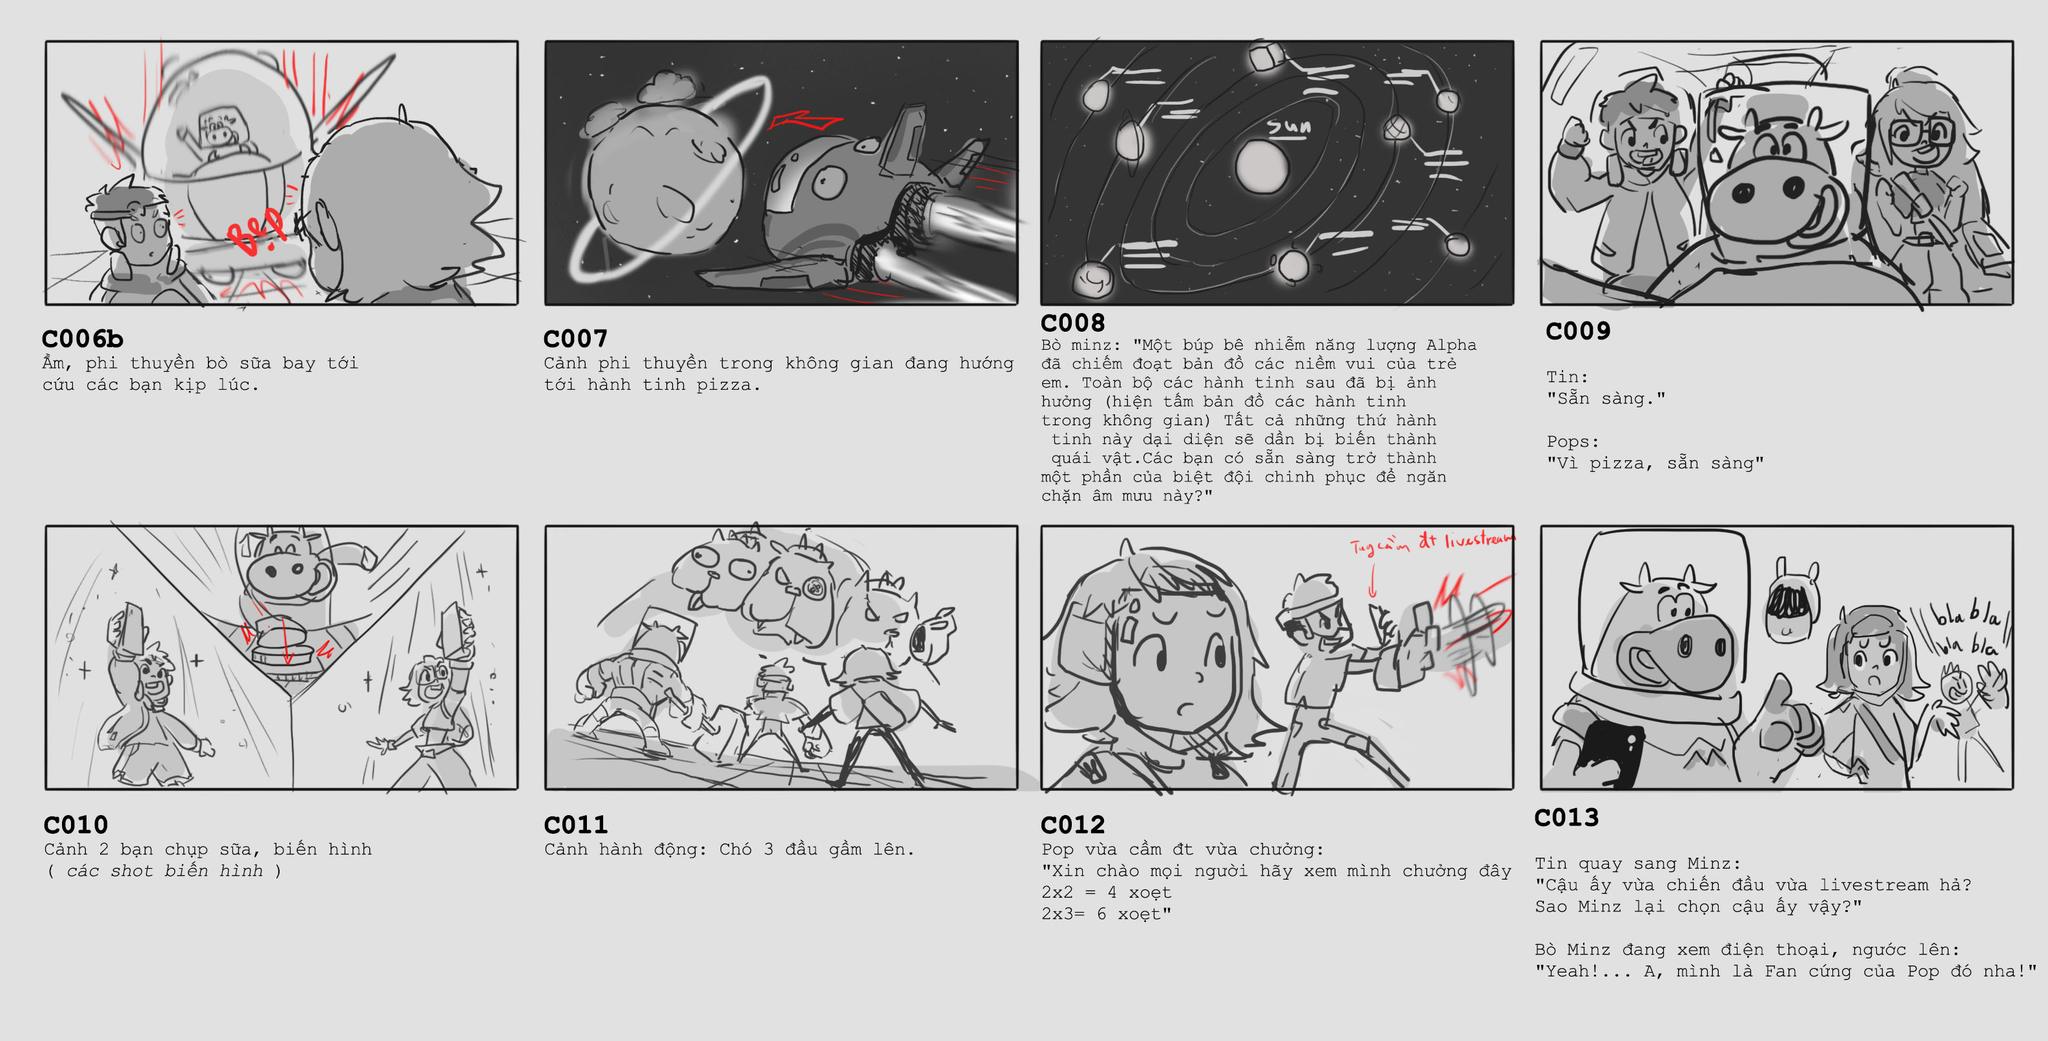 Bẹp
C006b
Ầm, phi thuyền bò sữa bay tới
cứu các bạn kịp lúc.
C007
Cảnh phi thuyền trong không gian đang hướng
tới hành tinh pizza.
sun
C008
Bò minz: "Một búp bê nhiễm năng lượng Alpha
đã chiếm đoạt bản đồ các niềm vui của trẻ
em. Toàn bộ các hành tinh sau đã bị ảnh
hưởng (hiện tấm bản đồ các hành tinh
trong không gian) Tất cả những thứ hành
tinh này dại diện sẽ dần bị biến thành
quái vật.Các bạn có sẵn sàng trở thành
một phần của biệt đội chinh phục để ngăn
chặn âm mưu này?"
C009
Tin:
"Sẵn sàng."
Pops:
"Vì pizza, sẵn sàng"
C010
Cảnh 2 bạn chụp sữa, biến hình
( các shot biến hình )
C011
Cảnh hành động: Chó 3 đầu gầm lên.
Tay cầm đt livestream
C012
Pop vừa cầm đt vừa chưởng:
"Xin chào mọi người hãy xem mình chưởng đây
2x2 = 4 xoẹt
2x3= 6 xoẹt"
bla bla
bla bla
C013
Tin quay sang Minz:
"Cậu ấy vừa chiến đầu vừa livestream hả?
Sao Minz lại chọn cậu ấy vậy?"
Bò Minz đang xem điện thoại, ngước lên:
"Yeah!... A, mình là Fan cứng của Pop đó nha!"